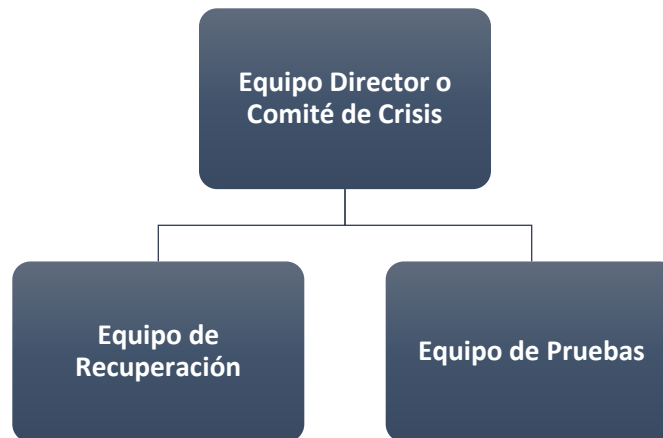 Equipo Director o
Comité de Crisis
Equipo de
Recuperación
Equipo de Pruebas